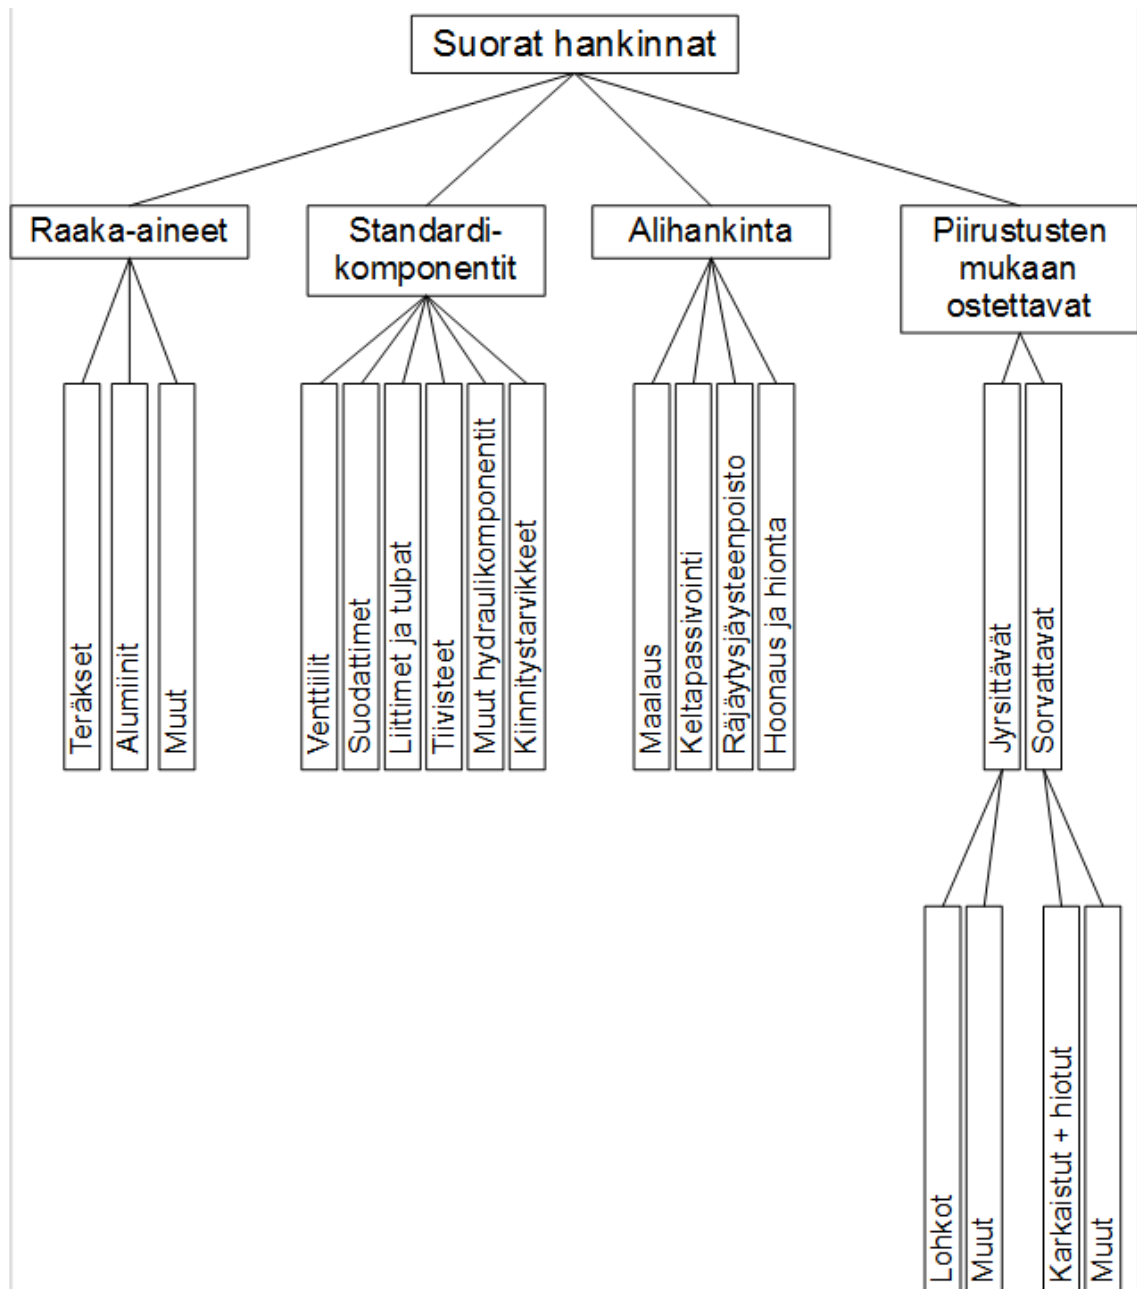 Suorat hankinnat
Raaka-aineet
Standardi-
komponentit
Alihankinta
Piirustusten
mukaan
ostettavat
Teräkset
Alumiinit
Muut
Venttiilit
Suodattimet
Liittimet ja tulpat
Tiivisteet
Muut hydraulikomponentit
Kiinnitystarvikkeet
Maalaus
Keltapassivointi
Räjäytysjäysteenpoisto
Hoonaus ja hionta
Jyrsittävät
Sorvattavat
Lohkot
Muut
Karkaistut + hiotut
Muut